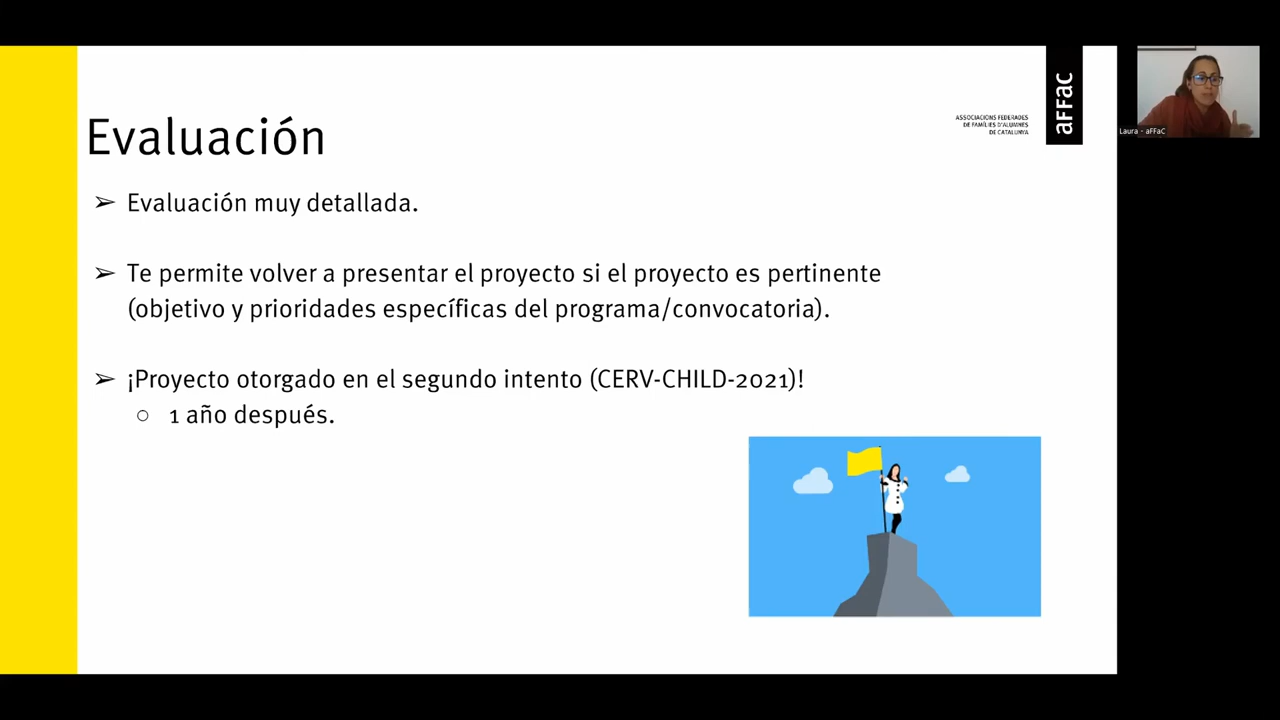 Evaluación
ASSOCIACIONS FEDERADES
DE FAMÍLIES D'ALUMNES
DE CATALUNYA
aFFaC
➢ Evaluación muy detallada.
➢ Te permite volver a presentar el proyecto si el proyecto es pertinente
(objetivo y prioridades específicas del programa/convocatoria).
➢ ¡Proyecto otorgado en el segundo intento (CERV-CHILD-2021)!
○ 1 año después.
Laura - aFFaC